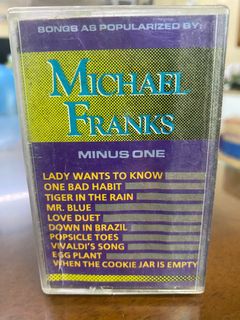 SONGS AS POPULARIZED BY:
MICHAEL
FRANKS
MINUS ONE
LADY WANTS TO KNOW
ONE BAD HABIT
TIGER IN THE RAIN
MR. BLUE
LOVE DUET
DOWN IN BRAZIL
POPSICLE TOES
VIVALDI'S SONG
EGG PLANT
WHEN THE COOKIE JAR IS EMPTY